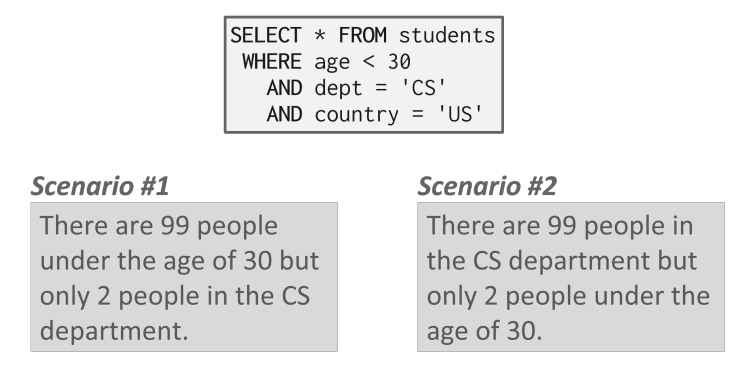 SELECT * FROM students
WHERE age < 30
AND dept = 'CS'
AND country = 'US'
Scenario #1
There are 99 people
under the age of 30 but
only 2 people in the CS
department.
Scenario #2
There are 99 people in
the CS department but
only 2 people under the
age of 30.